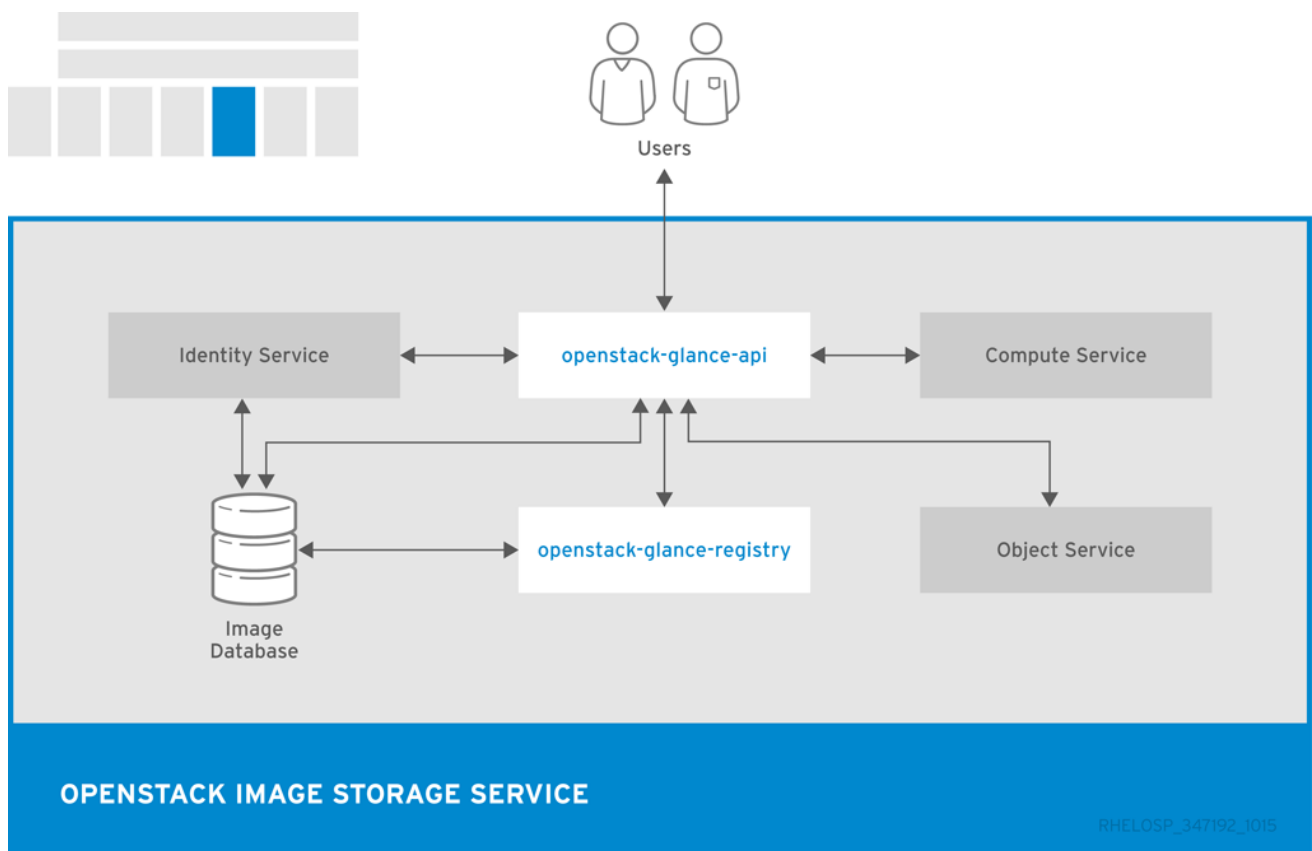 Users
Identity Service
openstack-glance-api
Compute Service
openstack-glance-registry
Object Service
Image
Database
OPENSTACK IMAGE STORAGE SERVICE
RHELOSP_347192_1015